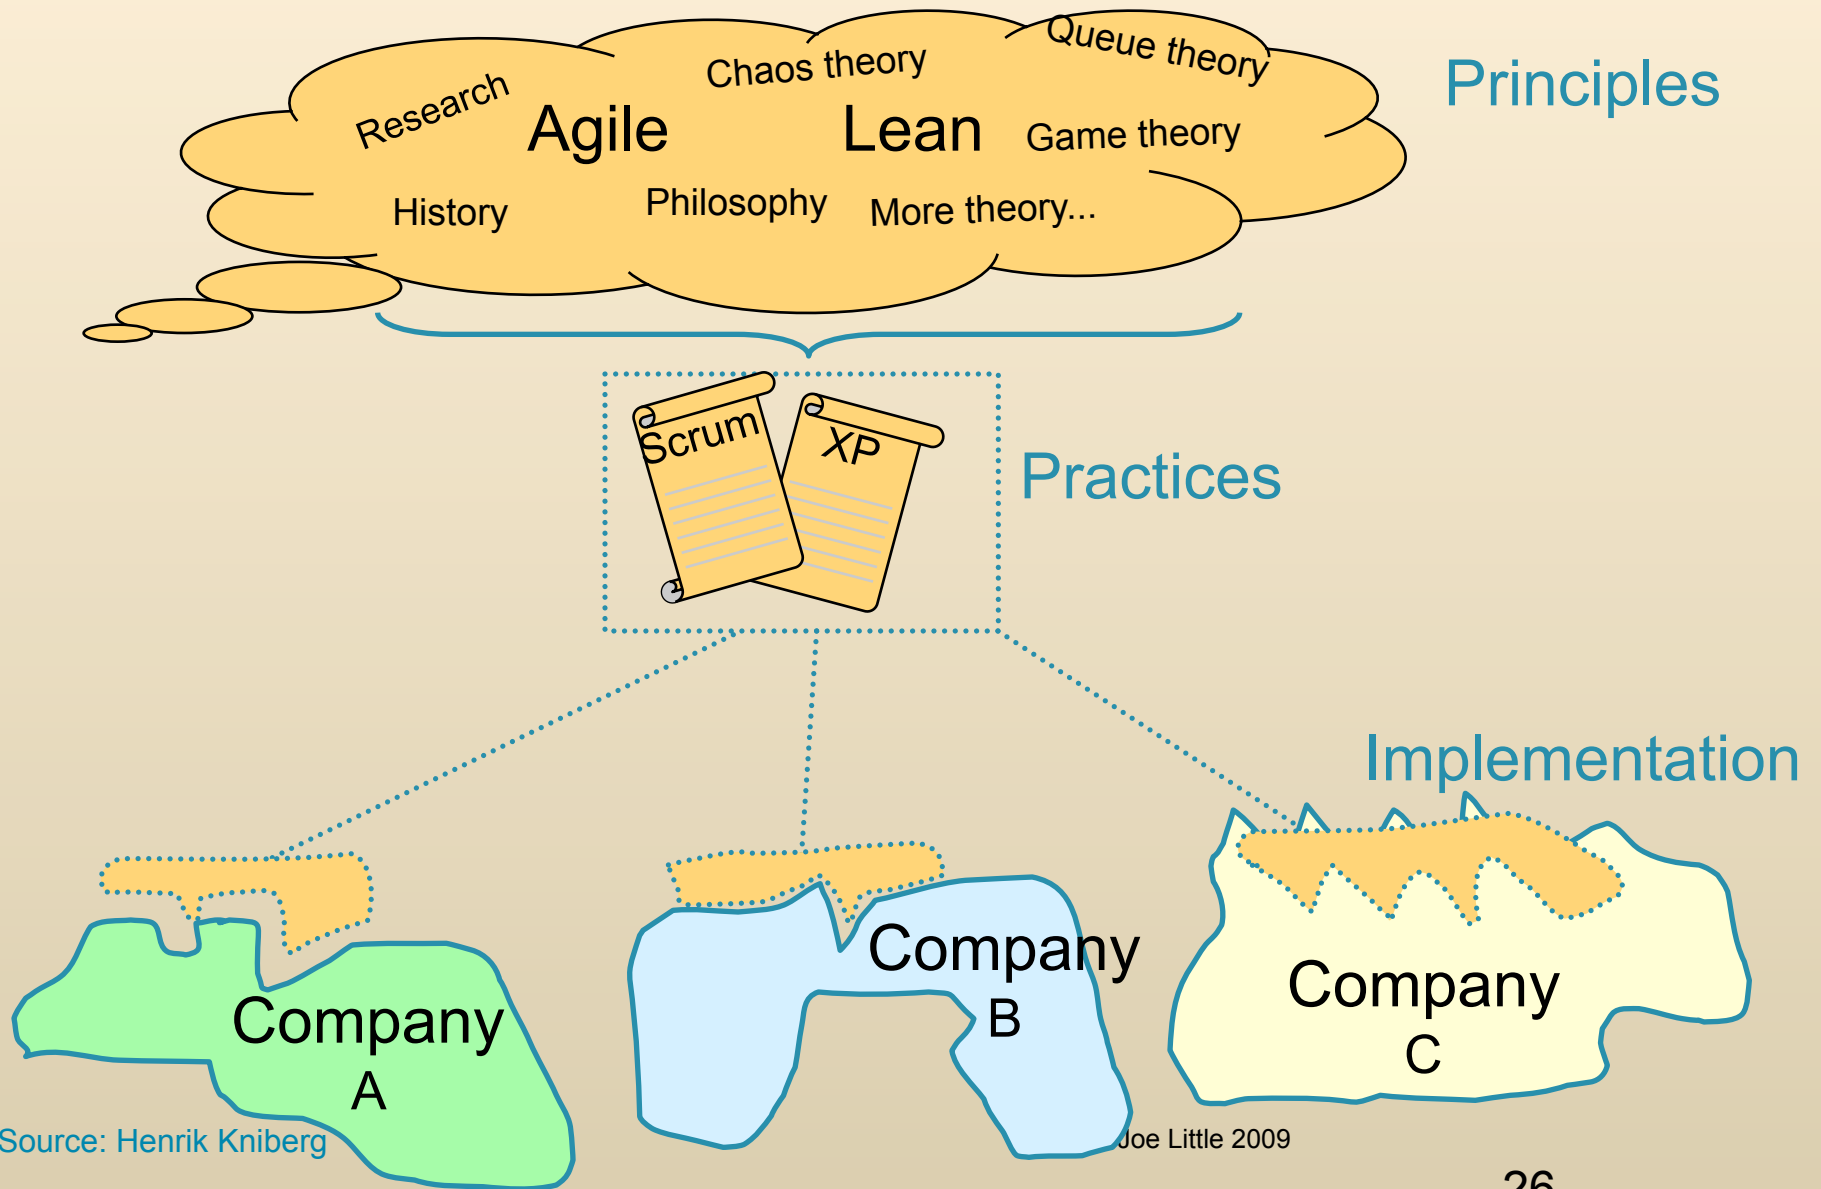 Queue theory
Chaos theory
Principles
Research
Agile
Lean
Game theory
History
Philosophy
More theory...
Scrum
XP
Practices
Implementation
Company
A
Company
B
Company
C
Source: Henrik Kniberg
Joe Little 2009
26